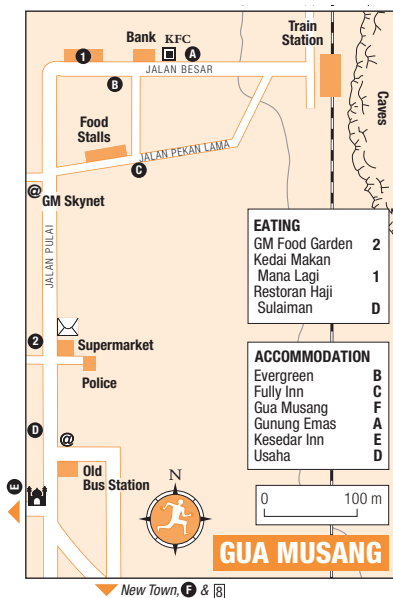 Train
Station
Bank KFC A
1
JALAN BESAR
B
Caves
Food
Stalls
JALAN PEKAN LAMA
C
@
GM Skynet
JALAN PULAI
EATING
GM Food Garden 2
Kedai Makan
Mana Lagi 1
Restoran Haji
Sulaiman D
2
Supermarket
Police
ACCOMMODATION
Evergreen B
Fully Inn C
Gua Musang F
Gunung Emas A
Kesedar Inn E
Usaha D
D
@
Old
Bus Station
E
N
0 100 m
GUA MUSANG
New Town, F & 8